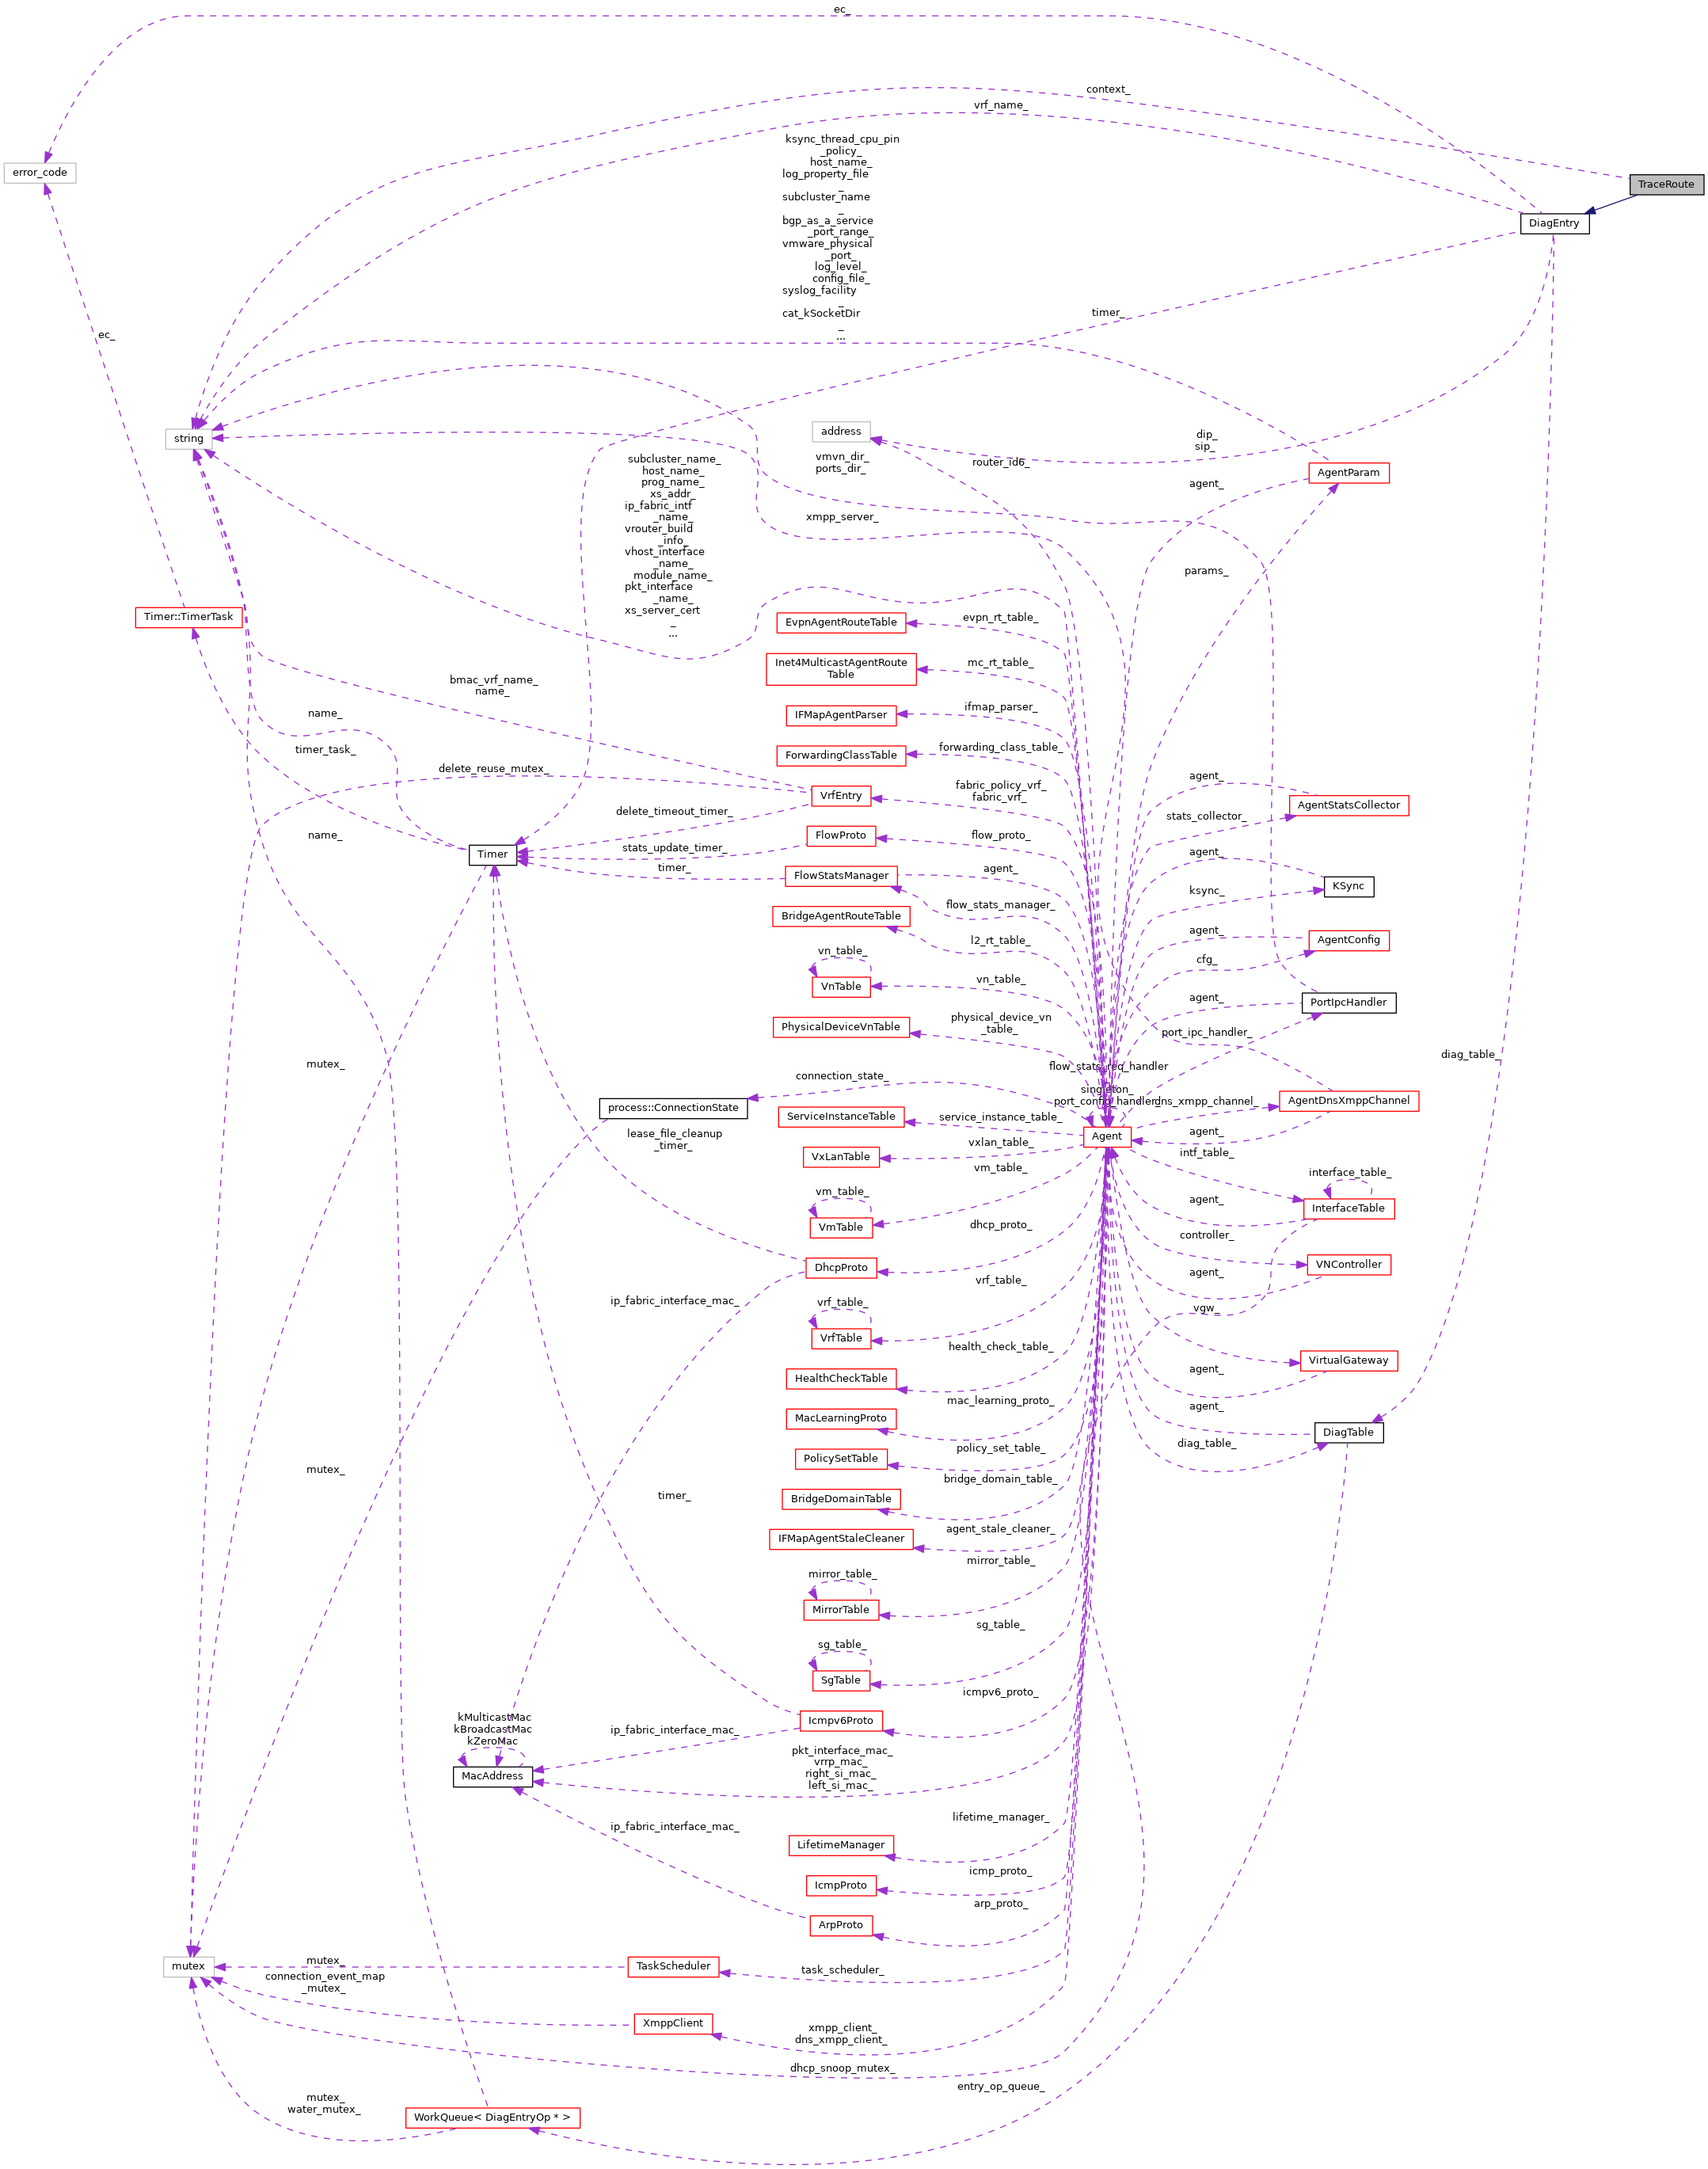 ec_
context_
vrf_name_
ksync_thread_cpu_pin
_policy_
host_name_
log_property_file
_
subcluster_name
_
bgp_as_a_service
_port_range_
vmware_physical
_port_
log_level_
config_file_
syslog_facility
_
cat_kSocketDir
_
...
error_code
TraceRoute
DiagEntry
ec_
timer_
string
address
dip_
sip_
vmvn_dir_
ports_dir_
router_id6_
AgentParam
agent_
subcluster_name_
host_name_
prog_name_
xs_addr_
ip_fabric_intf
_name_
vrouter_build
_info_
vhost_interface
_name_
module_name_
pkt_interface
_name_
xs_server_cert
_
...
xmpp_server_
params_
Timer::TimerTask
EvpnAgentRouteTable
evpn_rt_table_
Inet4MulticastAgentRoute
Table
mc_rt_table_
bmac_vrf_name_
name_
name_
IFMapAgentParser
ifmap_parser_
timer_task_
ForwardingClassTable
forwarding_class_table_
delete_reuse_mutex_
VrfEntry
fabric_policy_vrf_
fabric_vrf_
agent_
AgentStatsCollector
stats_collector_
delete_timeout_timer_
name_
FlowProto
flow_proto_
stats_update_timer_
Timer
timer_
FlowStatsManager
agent_
agent_
KSync
ksync_
flow_stats_manager_
BridgeAgentRouteTable
l2_rt_table_
agent_
AgentConfig
cfg_
vn_table_
VnTable
vn_table_
agent_
PortIpcHandler
PhysicalDeviceVnTable
physical_device_vn
_table_
port_ipc_handler_
diag_table_
mutex_
flow_stats_req_handler
_
singleton_
port_config_handler_
connection_state_
process::ConnectionState
dns_xmpp_channel_
AgentDnsXmppChannel
ServiceInstanceTable
service_instance_table_
Agent
agent_
lease_file_cleanup
_timer_
VxLanTable
vxlan_table_
intf_table_
vm_table_
interface_table_
vm_table_
VmTable
agent_
InterfaceTable
dhcp_proto_
controller_
DhcpProto
VNController
agent_
vrf_table_
ip_fabric_interface_mac_
vrf_table_
VrfTable
vgw_
health_check_table_
VirtualGateway
HealthCheckTable
agent_
mac_learning_proto_
MacLearningProto
agent_
DiagTable
policy_set_table_
PolicySetTable
diag_table_
mutex_
bridge_domain_table_
BridgeDomainTable
timer_
agent_stale_cleaner_
IFMapAgentStaleCleaner
mirror_table_
mirror_table_
MirrorTable
sg_table_
sg_table_
SgTable
icmpv6_proto_
Icmpv6Proto
kMulticastMac
kBroadcastMac
kZeroMac
ip_fabric_interface_mac_
MacAddress
pkt_interface_mac_
vrrp_mac_
right_si_mac_
left_si_mac_
lifetime_manager_
ip_fabric_interface_mac_
LifetimeManager
icmp_proto_
IcmpProto
arp_proto_
ArpProto
mutex
mutex_
TaskScheduler
task_scheduler_
connection_event_map
_mutex_
XmppClient
xmpp_client_
dns_xmpp_client_
dhcp_snoop_mutex_
mutex_
water_mutex_
entry_op_queue_
WorkQueue< DiagEntryOp * >